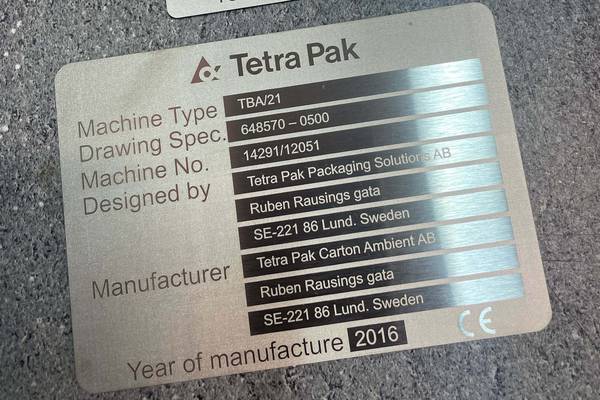 Tetra Pak
Machine Type TBA/21
Drawing Spec. 648570 – 0500
Machine No. 14291/12051
Designed by Tetra Pak Packaging Solutions AB
Ruben Rausings gata
SE-221 86 Lund. Sweden
Manufacturer Tetra Pak Carton Ambient AB
Ruben Rausings gata
SE-221 86 Lund. Sweden
Year of manufacture 2016
CE